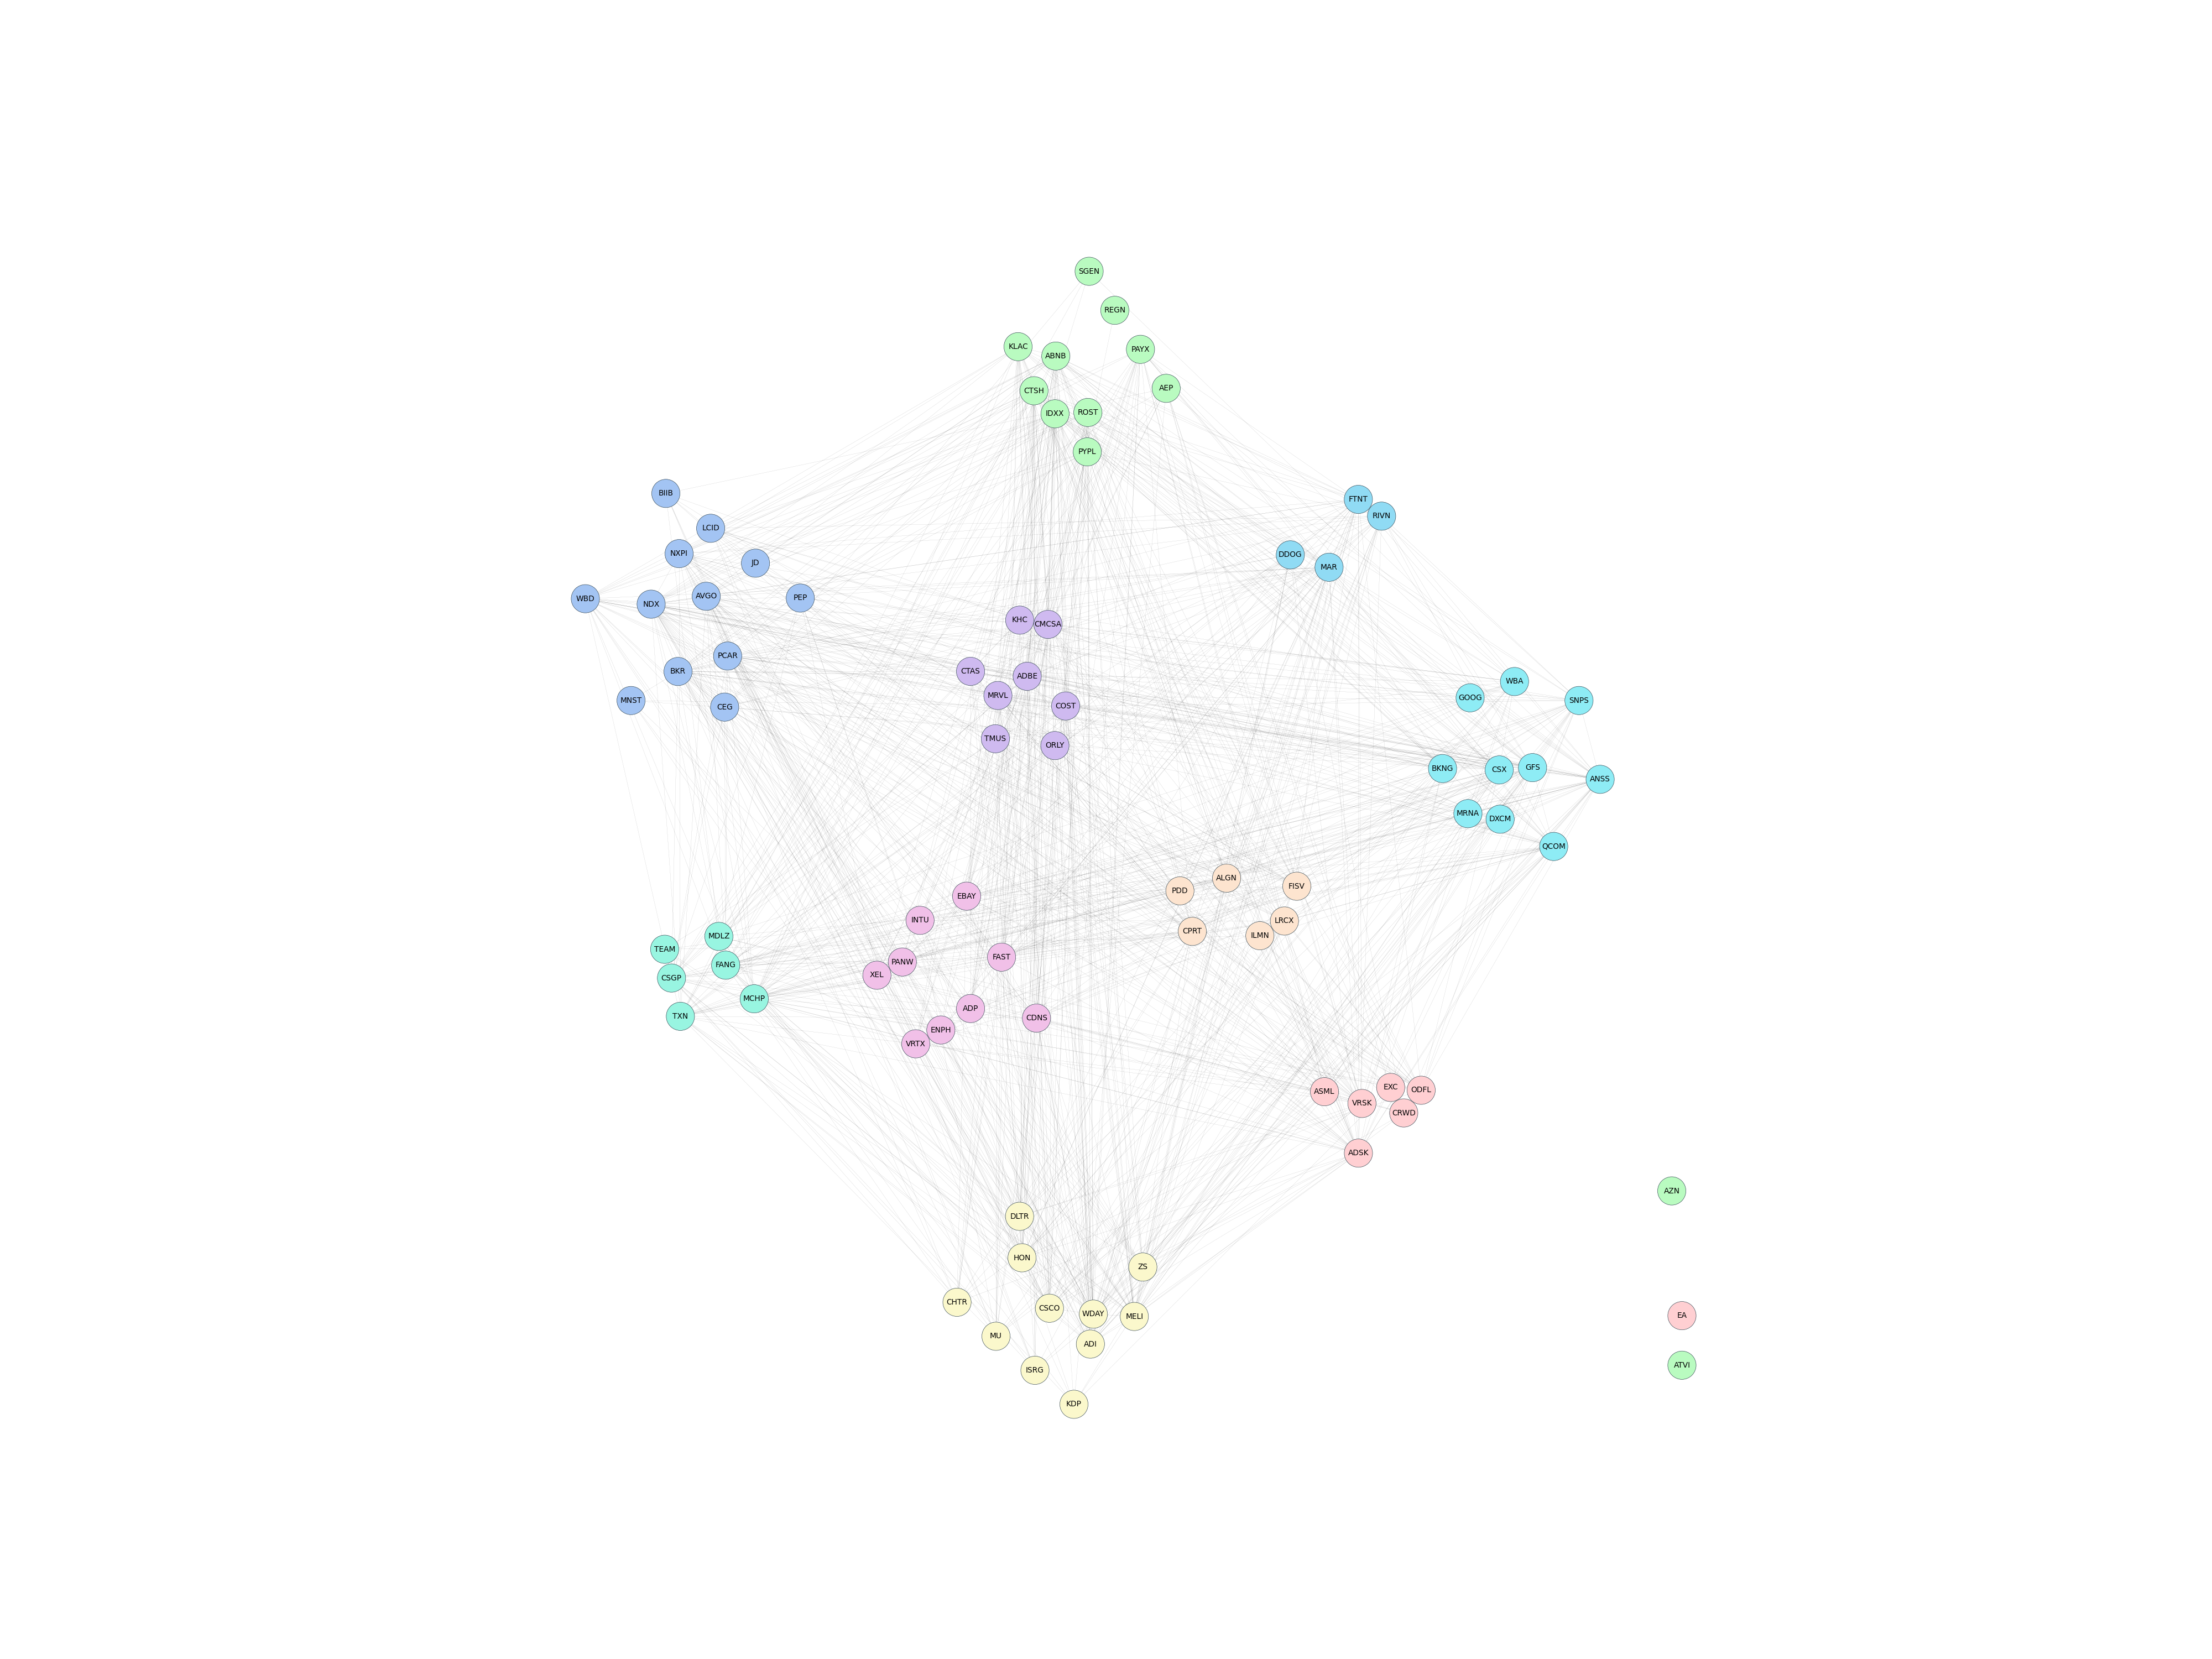 SGEN
REGN
KLAC
ABNB
PAYX
CTSH
AEP
IDXX
ROST
PYPL
BIIB
LCID
NXPI
JD
WBD
NDX
AVGO
PEP
PCAR
BKR
MNST
CEG
FTNT
RIVN
DDOG
MAR
KHC
CMCSA
CTAS
ADBE
MRVL
COST
TMUS
ORLY
WBA
GOOG
SNPS
BKNG
CSX
GFS
ANSS
MRNA
DXCM
QCOM
PDD
ALGN
FISV
CPRT
LRCX
ILMN
EBAY
INTU
PANW
XEL
FAST
ADP
CDNS
ENPH
VRTX
MDLZ
TEAM
FANG
CSGP
MCHP
TXN
ASML
VRSK
EXC
ODFL
CRWD
ADSK
DLTR
HON
ZS
CHTR
CSCO
WDAY
MELI
MU
ADI
ISRG
KDP
AZN
EA
ATVI